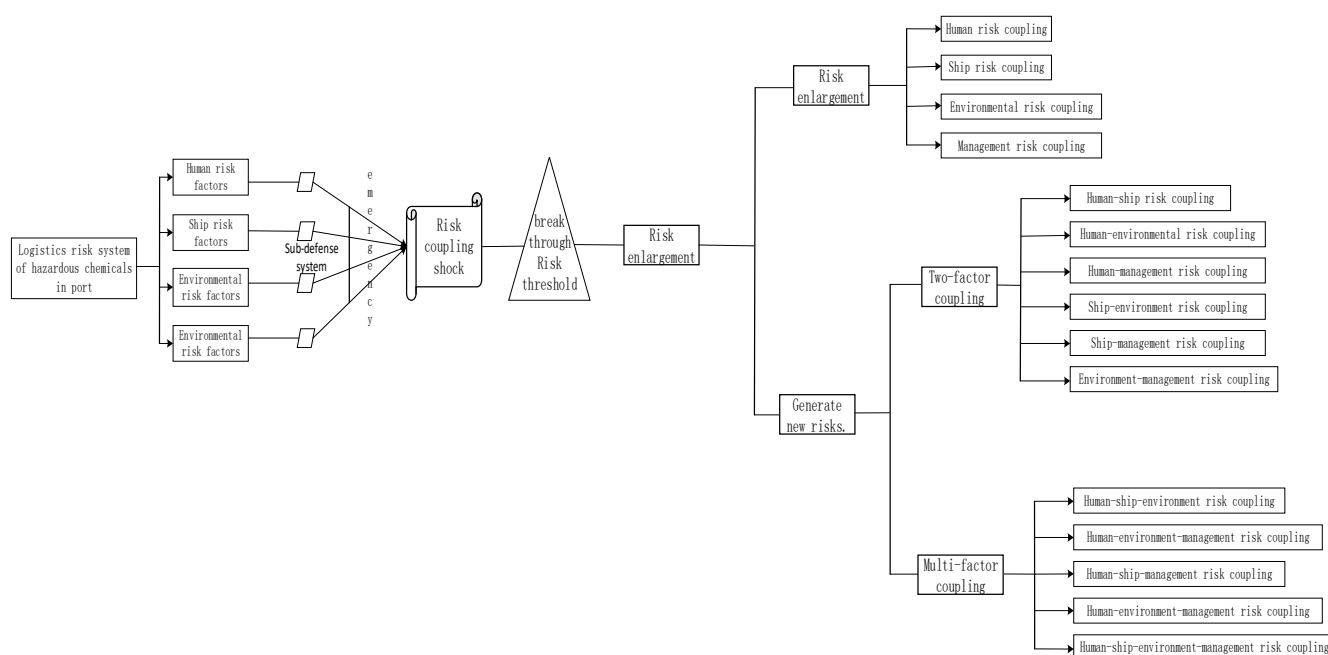 Logistics risk system
of hazardous chemicals
in port
Human risk
factors
Ship risk
factors
Environmental
risk factors
Environmental
risk factors
Sub-defense
system
emergency
Risk
coupling
shock
break
through
Risk
threshold
Risk
enlargement
Risk
enlargement
Human risk coupling
Ship risk coupling
Environmental risk coupling
Management risk coupling
Generate
new risks.
Two-factor
coupling
Human-ship risk coupling
Human-environmental risk coupling
Human-management risk coupling
Ship-environment risk coupling
Ship-management risk coupling
Environment-management risk coupling
Multi-factor
coupling
Human-ship-environment risk coupling
Human-environment-management risk coupling
Human-ship-management risk coupling
Human-environment-management risk coupling
Human-ship-environment-management risk coupling